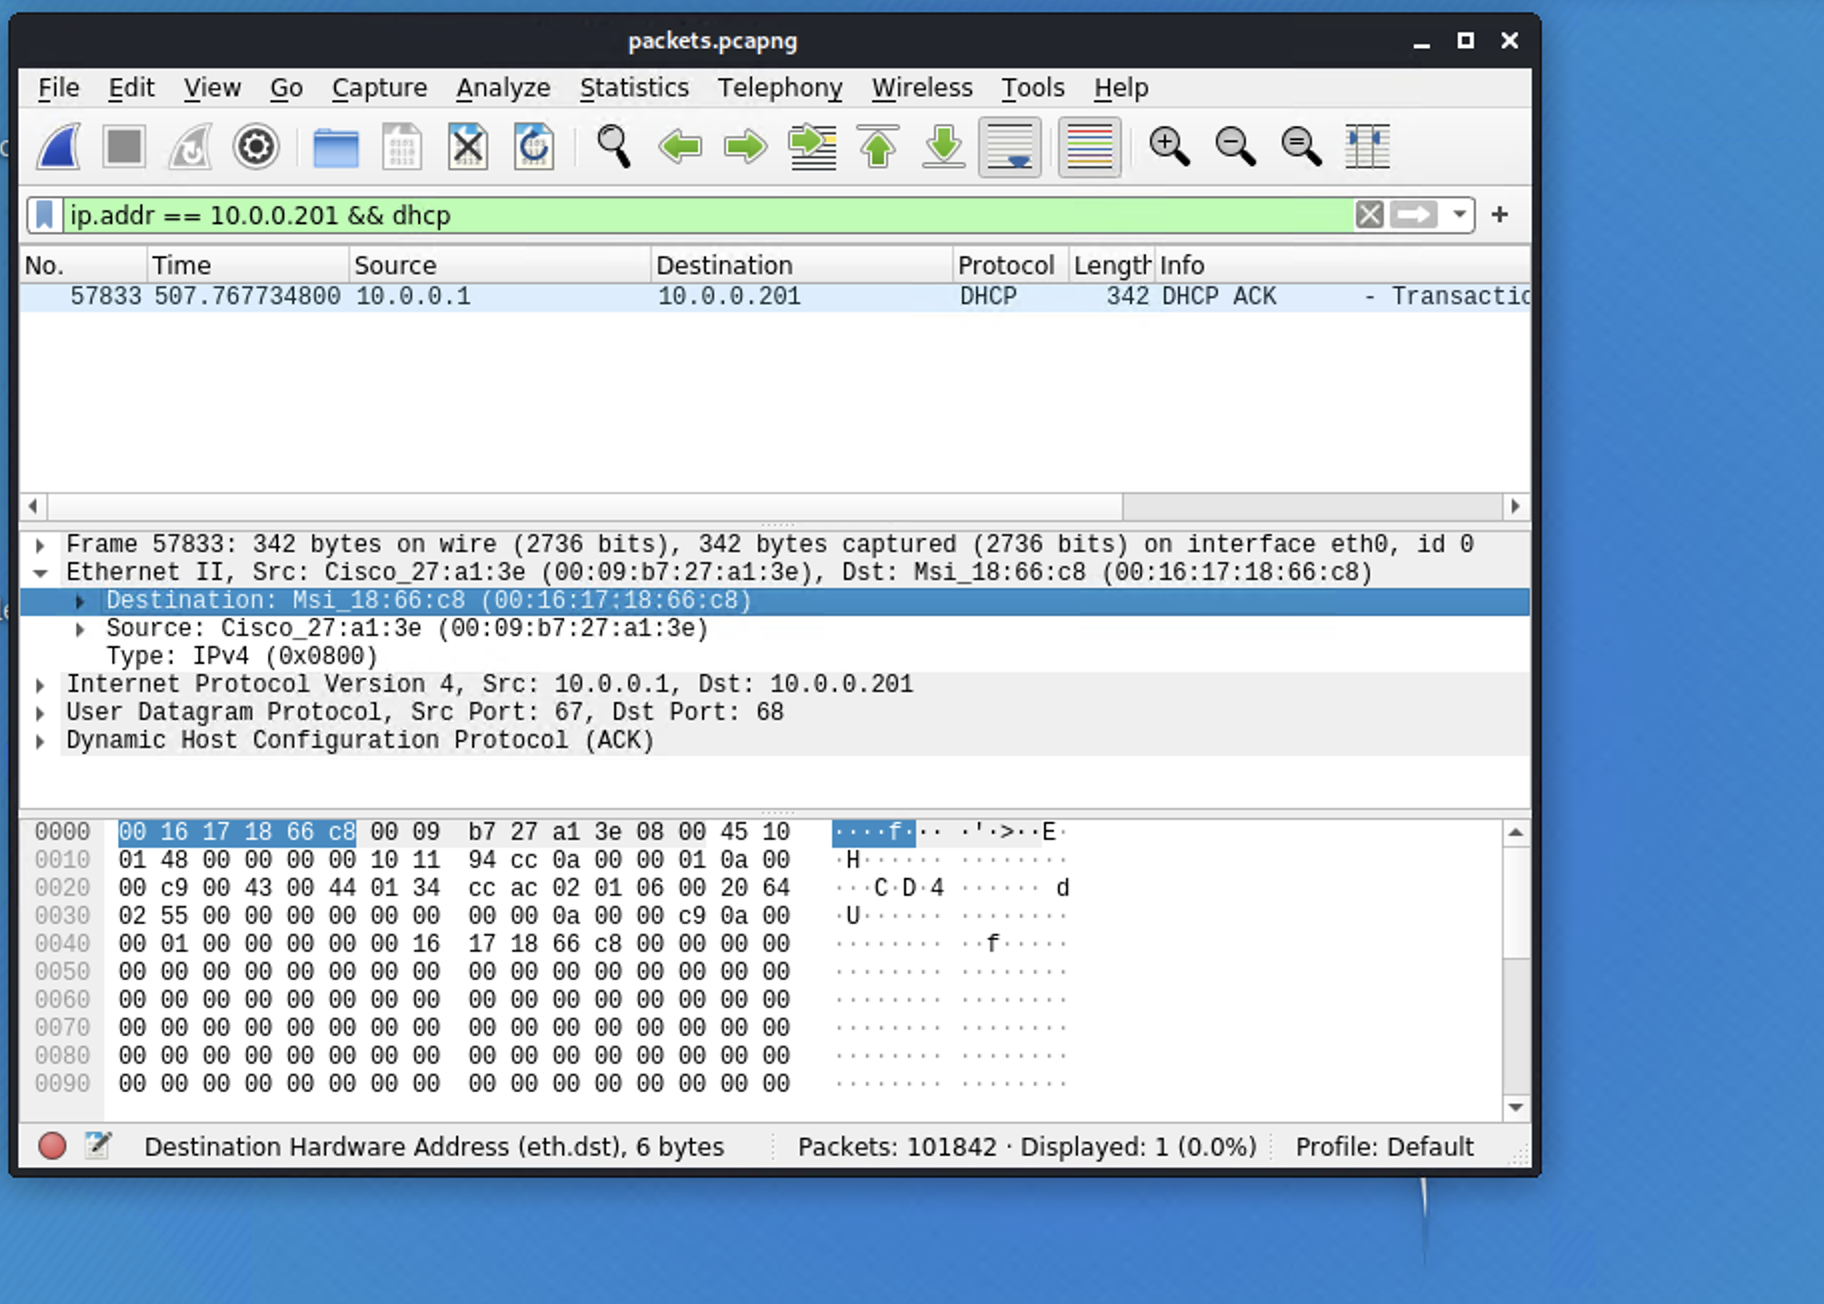 packets.pcapng
File Edit View Go Capture Analyze Statistics Telephony Wireless Tools Help
ip.addr == 10.0.0.201 && dhcp
No. Time Source Destination Protocol Length Info
57833 507.767734800 10.0.0.1 10.0.0.201 DHCP 342 DHCP ACK - Transactio
Frame 57833: 342 bytes on wire (2736 bits), 342 bytes captured (2736 bits) on interface eth0, id 0
Ethernet II, Src: Cisco_27:a1:3e (00:09:b7:27:a1:3e), Dst: Msi_18:66:c8 (00:16:17:18:66:c8)
Destination: Msi_18:66:c8 (00:16:17:18:66:c8)
Source: Cisco_27:a1:3e (00:09:b7:27:a1:3e)
Type: IPv4 (0x0800)
Internet Protocol Version 4, Src: 10.0.0.1, Dst: 10.0.0.201
User Datagram Protocol, Src Port: 67, Dst Port: 68
Dynamic Host Configuration Protocol (ACK)
0000 00 16 17 18 66 c8 00 09 b7 27 a1 3e 08 00 45 10 ····f··· ·'·>··E·
0010 01 48 00 00 00 00 10 11 94 cc 0a 00 00 01 0a 00 ·H······ ········
0020 00 c9 00 43 00 44 01 34 cc ac 02 01 06 00 20 64 ···C·D·4 ······ d
0030 02 55 00 00 00 00 00 00 00 00 0a 00 00 c9 0a 00 ·U······ ········
0040 00 01 00 00 00 00 00 16 17 18 66 c8 00 00 00 00 ········ ··f·····
0050 00 00 00 00 00 00 00 00 00 00 00 00 00 00 00 00 ········ ········
0060 00 00 00 00 00 00 00 00 00 00 00 00 00 00 00 00 ········ ········
0070 00 00 00 00 00 00 00 00 00 00 00 00 00 00 00 00 ········ ········
0080 00 00 00 00 00 00 00 00 00 00 00 00 00 00 00 00 ········ ········
0090 00 00 00 00 00 00 00 00 00 00 00 00 00 00 00 00 ········ ········
Destination Hardware Address (eth.dst), 6 bytes Packets: 101842 · Displayed: 1 (0.0%) Profile: Default